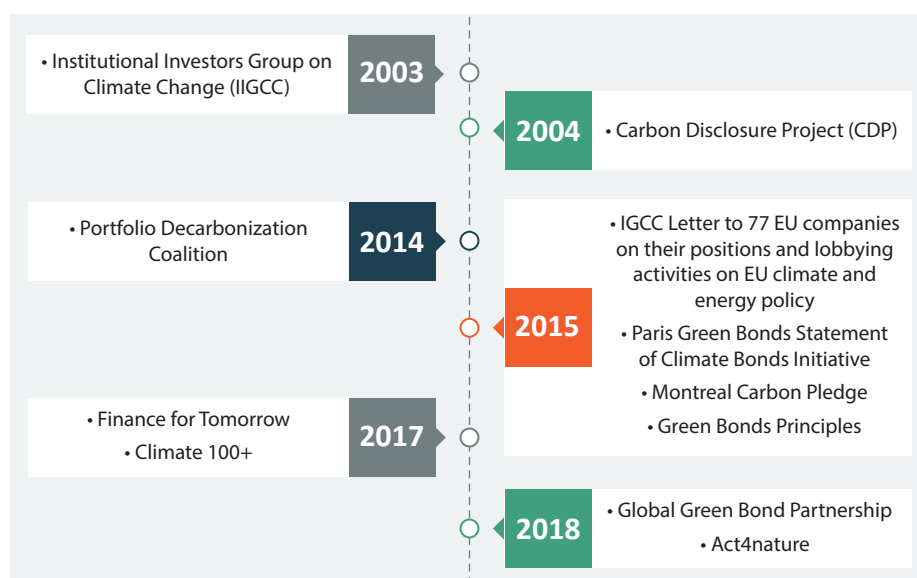 • Institutional Investors Group on
Climate Change (IIGCC)
2003
2004
• Carbon Disclosure Project (CDP)
• Portfolio Decarbonization
Coalition
2014
2015
• IGCC Letter to 77 EU companies
on their positions and lobbying
activities on EU climate and
energy policy
• Paris Green Bonds Statement
of Climate Bonds Initiative
• Montreal Carbon Pledge
• Green Bonds Principles
• Finance for Tomorrow
• Climate 100+
2017
2018
• Global Green Bond Partnership
• Act4nature